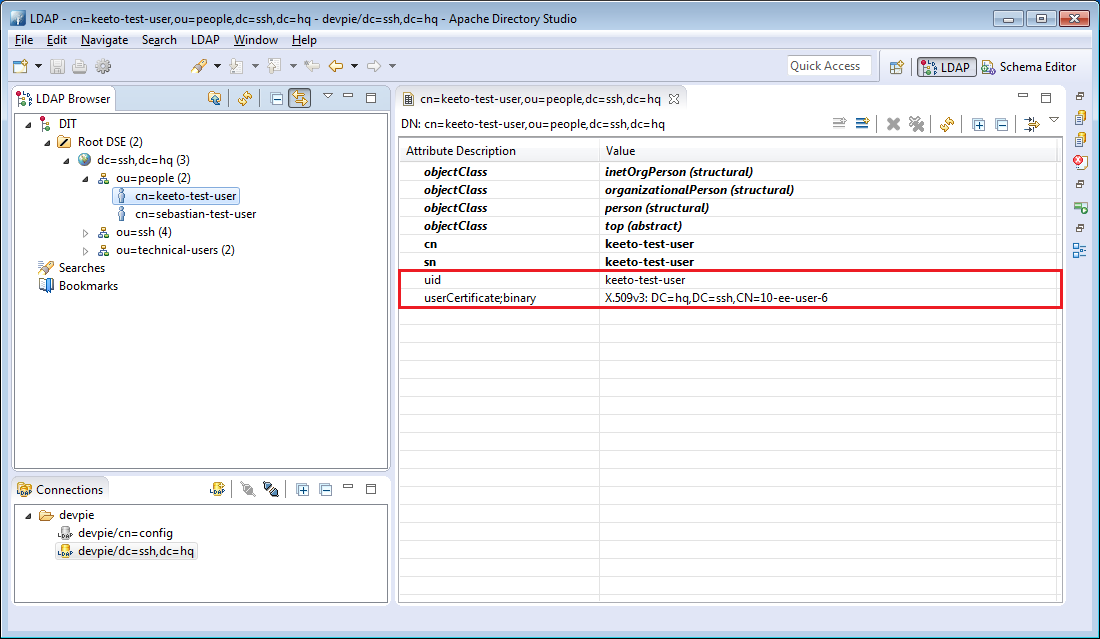 LDAP - cn=keeto-test-user,ou=people,dc=ssh,dc=hq - devpie/dc=ssh,dc=hq - Apache Directory Studio
File Edit Navigate Search LDAP Window Help
Quick Access LDAP Schema Editor
LDAP Browser
DIT
Root DSE (2)
dc=ssh,dc=hq (3)
ou=people (2)
cn=keeto-test-user
cn=sebastian-test-user
ou=ssh (4)
ou=technical-users (2)
Searches
Bookmarks
Connections
devpie
devpie/cn=config
devpie/dc=ssh,dc=hq
cn=keeto-test-user,ou=people,dc=ssh,dc=hq
DN: cn=keeto-test-user,ou=people,dc=ssh,dc=hq
Attribute Description Value
objectClass inetOrgPerson (structural)
objectClass organizationalPerson (structural)
objectClass person (structural)
objectClass top (abstract)
cn keeto-test-user
sn keeto-test-user
uid keeto-test-user
userCertificate;binary X.509v3: DC=hq,DC=ssh,CN=10-ee-user-6